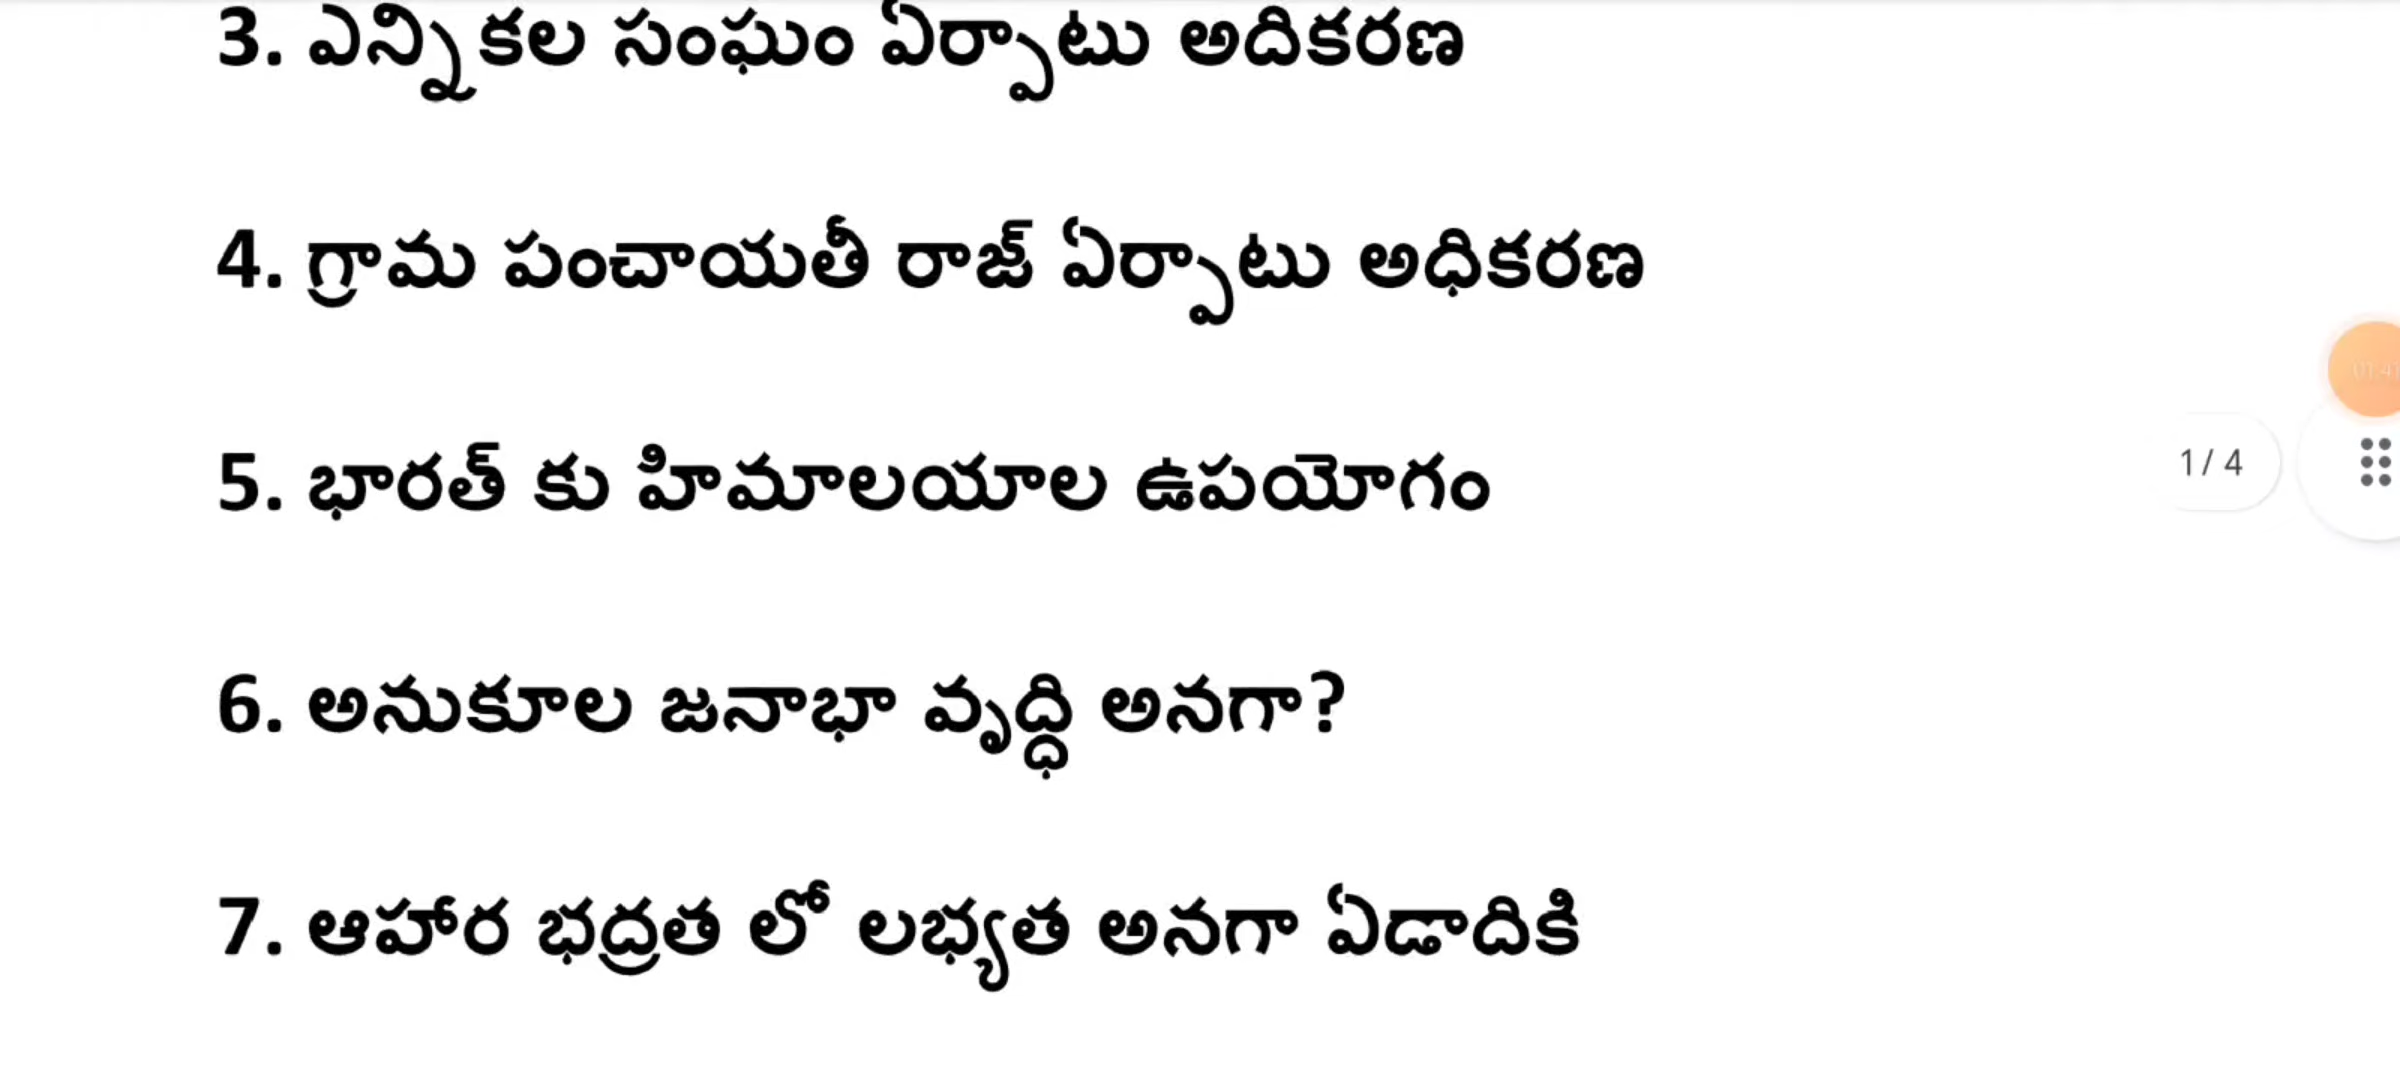 3. ఎన్నికల సంఘం ఏర్పాటు అదికరణ
4. గ్రామ పంచాయతీ రాజ్ ఏర్పాటు అధికరణ
5. భారత్ కు హిమాలయాల ఉపయోగం
1/ 4
6. అనుకూల జనాభా వృద్ధి అనగా?
7. ఆహార భద్రత లో లభ్యత అనగా ఏడాదికి